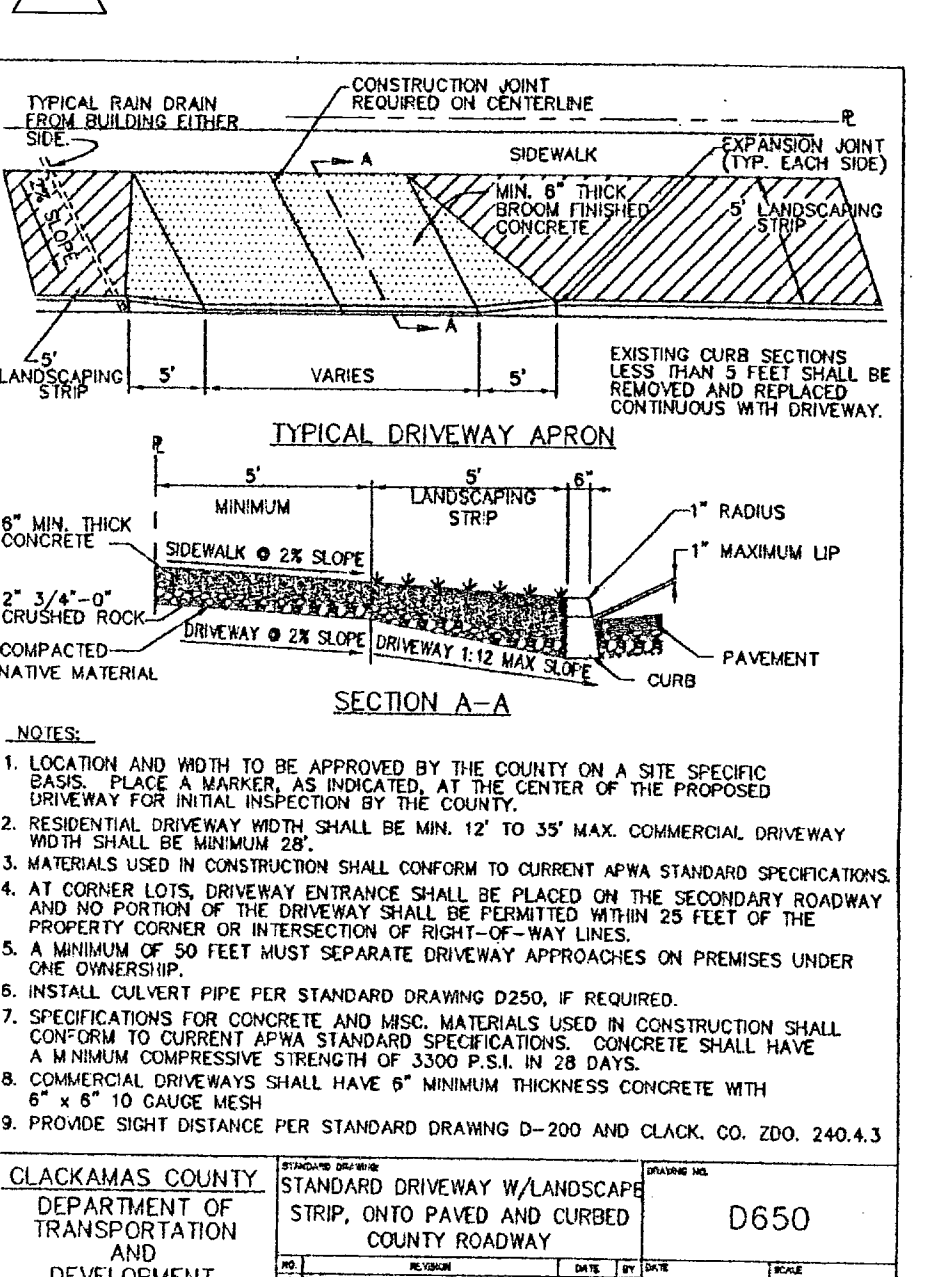 CONSTRUCTION JOINT
REQUIRED ON CENTERLINE
TYPICAL RAIN DRAIN
FROM BUILDING EITHER
SIDE.
PL
A
SIDEWALK
EXPANSION JOINT
(TYP. EACH SIDE)
MIN. 6" THICK
BROOM FINISHED
CONCRETE
5' LANDSCAPING
STRIP
2% SLOPE
A
5'
LANDSCAPING
STRIP
5'
VARIES
5'
EXISTING CURB SECTIONS
LESS THAN 5 FEET SHALL BE
REMOVED AND REPLACED
CONTINUOUS WITH DRIVEWAY.
TYPICAL DRIVEWAY APRON
PL
5'
MINIMUM
5'
LANDSCAPING
STRIP
6"
1" RADIUS
1" MAXIMUM LIP
6" MIN. THICK
CONCRETE
SIDEWALK @ 2% SLOPE
2" 3/4"-0"
CRUSHED ROCK
COMPACTED
NATIVE MATERIAL
DRIVEWAY @ 2% SLOPE
DRIVEWAY 1:12 MAX SLOPE
PAVEMENT
CURB
SECTION A-A
NOTES:
1. LOCATION AND WIDTH TO BE APPROVED BY THE COUNTY ON A SITE SPECIFIC
BASIS. PLACE A MARKER, AS INDICATED, AT THE CENTER OF THE PROPOSED
DRIVEWAY FOR INITIAL INSPECTION BY THE COUNTY.
2. RESIDENTIAL DRIVEWAY WIDTH SHALL BE MIN. 12' TO 35' MAX. COMMERCIAL DRIVEWAY
WIDTH SHALL BE MINIMUM 28'.
3. MATERIALS USED IN CONSTRUCTION SHALL CONFORM TO CURRENT APWA STANDARD SPECIFICATIONS.
4. AT CORNER LOTS, DRIVEWAY ENTRANCE SHALL BE PLACED ON THE SECONDARY ROADWAY
AND NO PORTION OF THE DRIVEWAY SHALL BE PERMITTED WITHIN 25 FEET OF THE
PROPERTY CORNER OR INTERSECTION OF RIGHT-OF-WAY LINES.
5. A MINIMUM OF 50 FEET MUST SEPARATE DRIVEWAY APPROACHES ON PREMISES UNDER
ONE OWNERSHIP.
6. INSTALL CULVERT PIPE PER STANDARD DRAWING D250, IF REQUIRED.
7. SPECIFICATIONS FOR CONCRETE AND MISC. MATERIALS USED IN CONSTRUCTION SHALL
CONFORM TO CURRENT APWA STANDARD SPECIFICATIONS. CONCRETE SHALL HAVE
A MINIMUM COMPRESSIVE STRENGTH OF 3300 P.S.I. IN 28 DAYS.
8. COMMERCIAL DRIVEWAYS SHALL HAVE 6" MINIMUM THICKNESS CONCRETE WITH
6" x 6" 10 GAUGE MESH
9. PROVIDE SIGHT DISTANCE PER STANDARD DRAWING D-200 AND CLACK. CO. ZDO. 240.4.3
CLACKAMAS COUNTY
DEPARTMENT OF
TRANSPORTATION
AND
DEVELOPMENT
STANDARD DRAWING
STANDARD DRIVEWAY W/LANDSCAPE
STRIP, ONTO PAVED AND CURBED
COUNTY ROADWAY
DRAWING NO.
D650
NO. REVISION DATE BY DATE SCALE